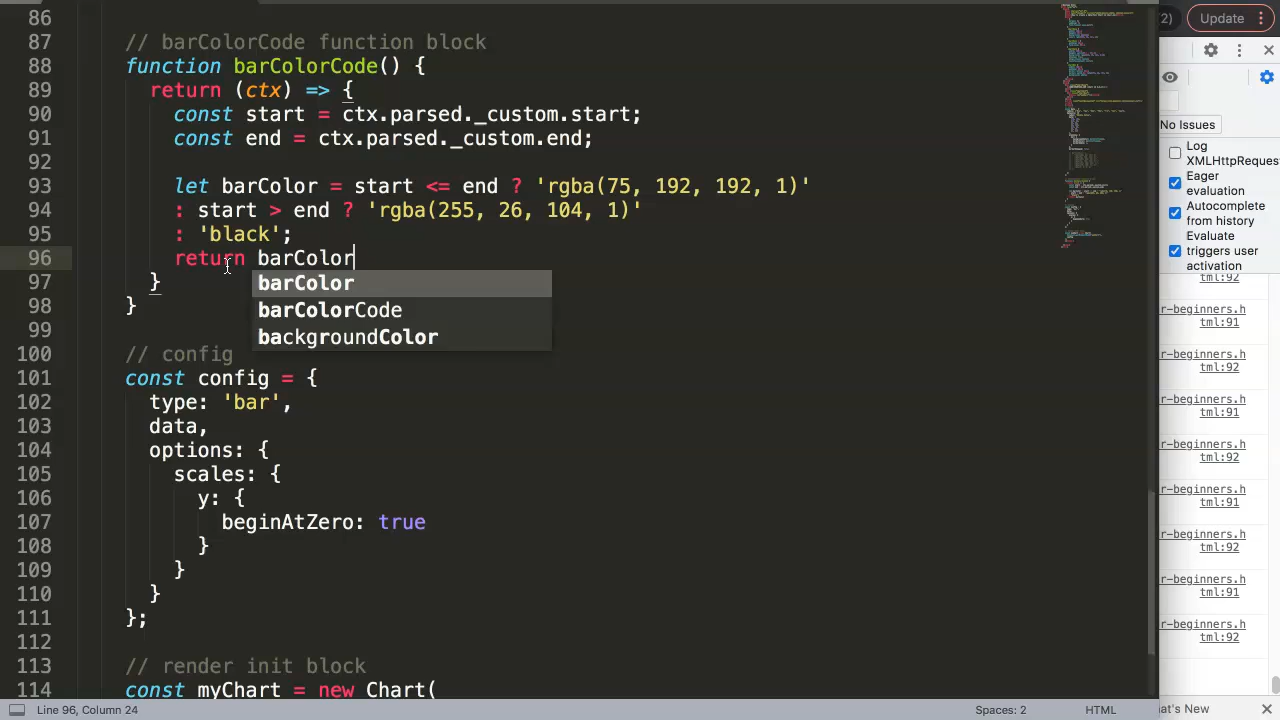 86
87 // barColorCode function block
88 function barColorCode() {
89 return (ctx) => {
90 const start = ctx.parsed._custom.start;
91 const end = ctx.parsed._custom.end;
92
93 let barColor = start <= end ? 'rgba(75, 192, 192, 1)'
94 : start > end ? 'rgba(255, 26, 104, 1)'
95 : 'black';
96 return barColor
barColor
97 }
barColorCode
98 }
backgroundColor
99
100 // config
101 const config = {
102 type: 'bar',
103 data,
104 options: {
105 scales: {
106 y: {
107 beginAtZero: true
108 }
109 }
110 }
111 };
112
113 // render init block
114 const myChart = new Chart(
Line 96, Column 24
Spaces: 2
HTML
2)
Update
No Issues
Log
XMLHttpReques
Eager
evaluation
Autocomplete
from history
Evaluate
triggers user
activation
tml:92
r-beginners.h
tml:91
r-beginners.h
tml:92
r-beginners.h
tml:91
r-beginners.h
tml:92
r-beginners.h
tml:91
r-beginners.h
tml:92
r-beginners.h
tml:91
r-beginners.h
tml:92
at's New